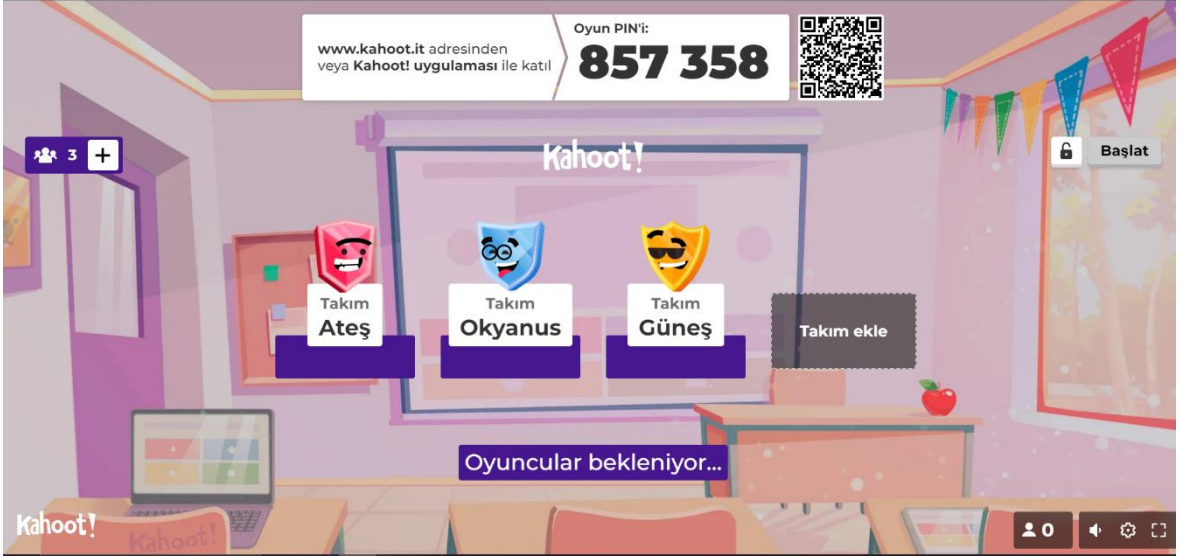 www.kahoot.it adresinden
veya Kahoot! uygulaması ile katıl
Oyun PIN'i:
857 358
3
Kahoot!
Başlat
Takım
Ateş
Takım
Okyanus
Takım
Güneş
Takım ekle
Oyuncular bekleniyor...
Kahoot!
Kahoot!
0